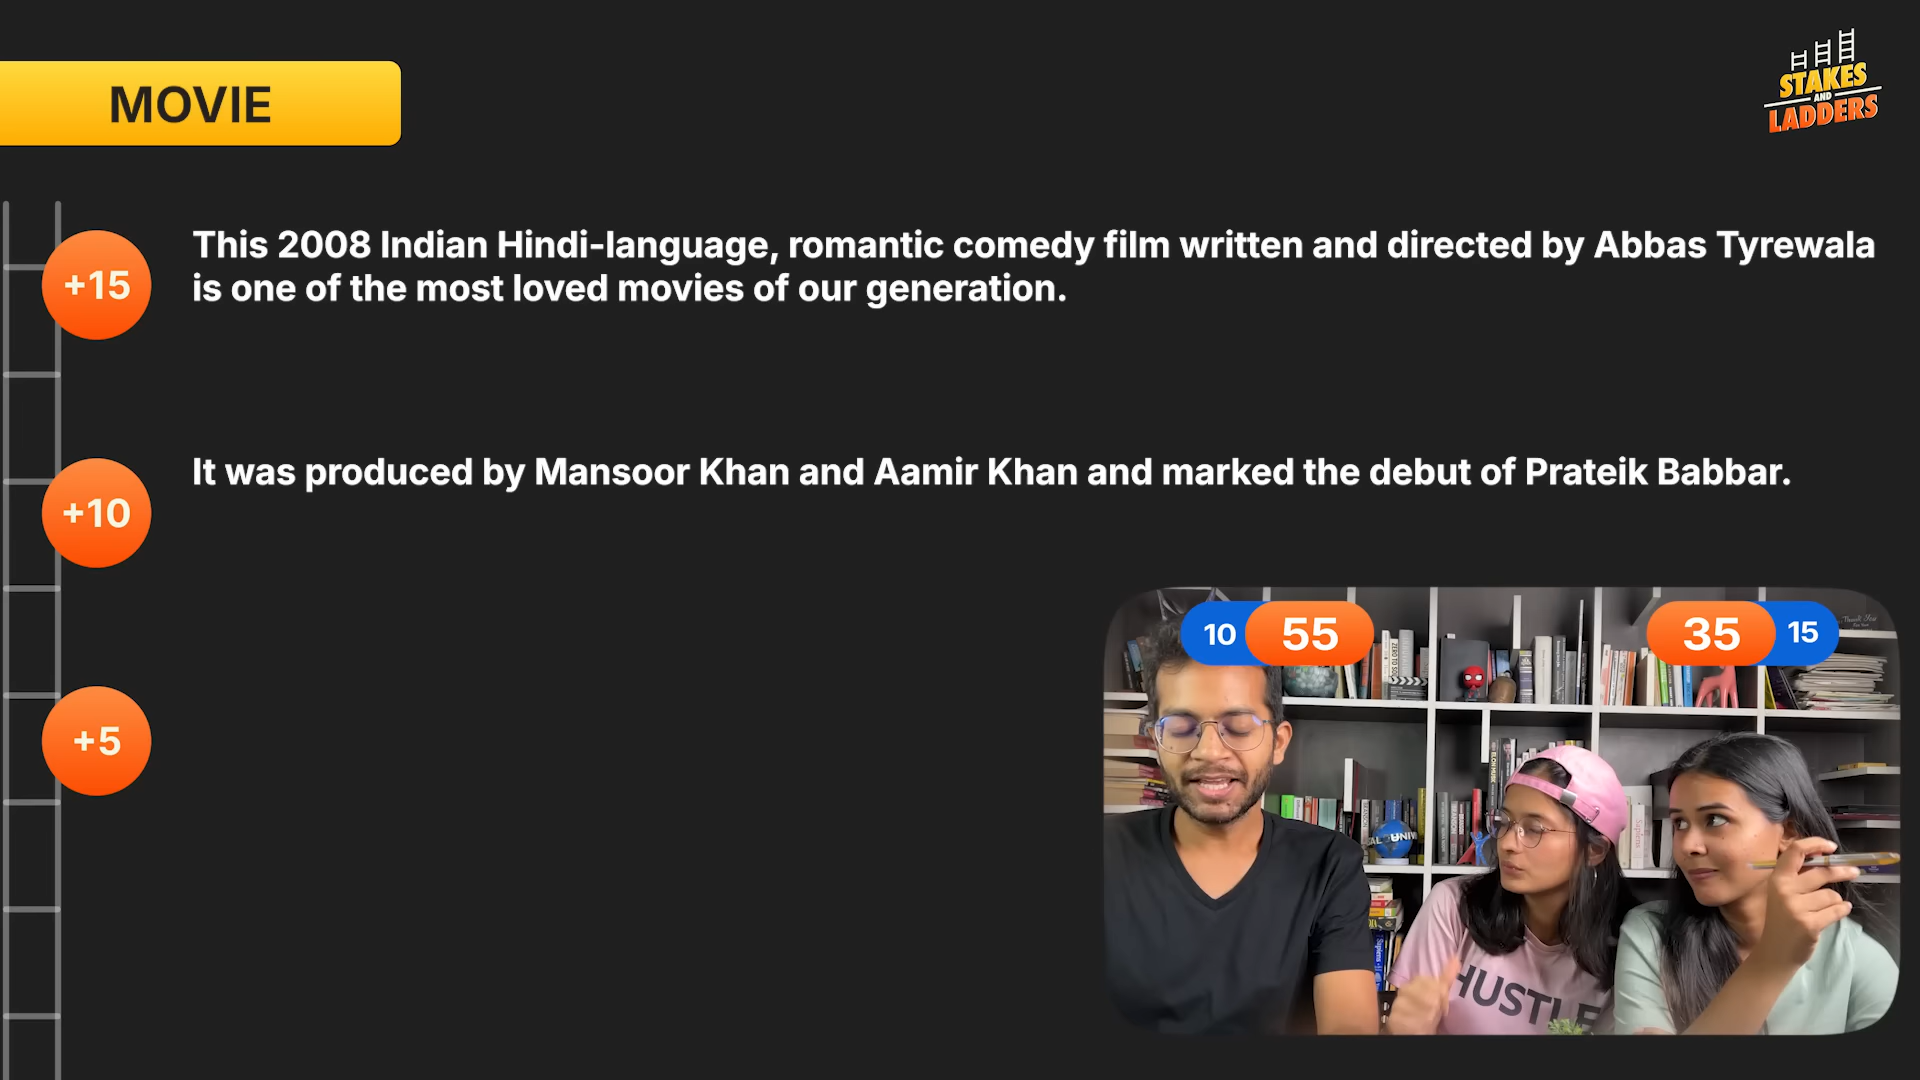 MOVIE
STAKES
AND
LADDERS
+15
This 2008 Indian Hindi-language, romantic comedy film written and directed by Abbas Tyrewala
is one of the most loved movies of our generation.
+10
It was produced by Mansoor Khan and Aamir Khan and marked the debut of Prateik Babbar.
+5
10 55
35 15
HUSTLE